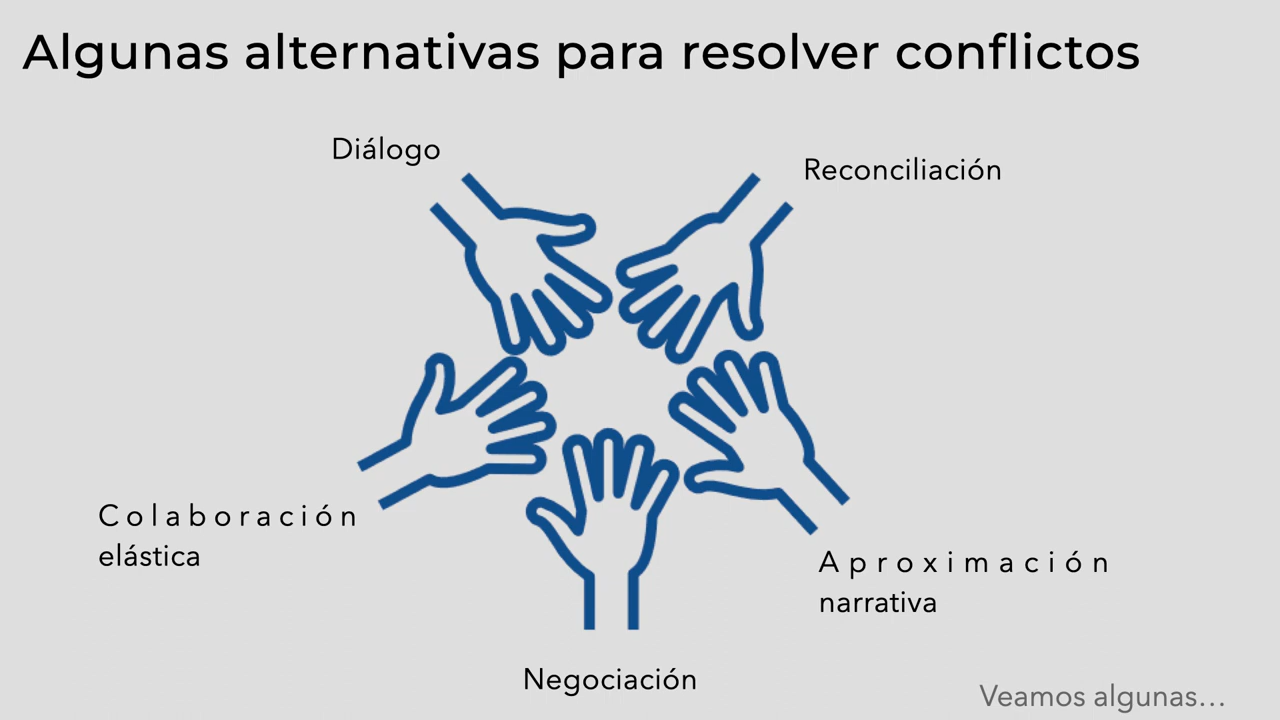 Algunas alternativas para resolver conflictos
Diálogo
Reconciliación
Colaboración
elástica
Aproximación
narrativa
Negociación
Veamos algunas...